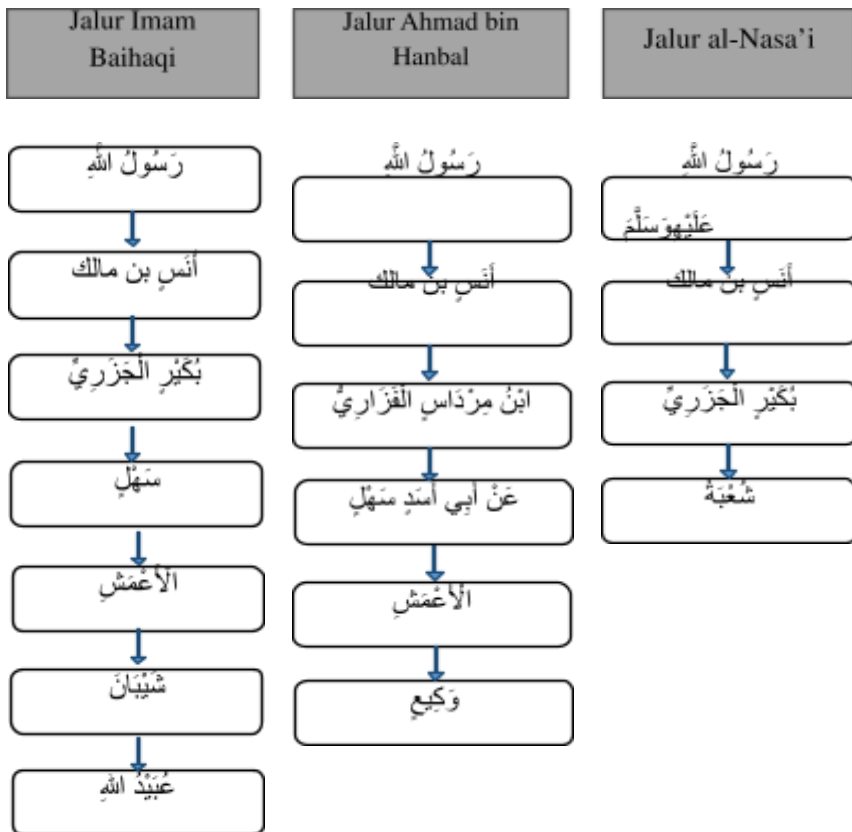 Jalur Imam
Baihaqi
رَسُولُ اللَّهِ
أَنَسٍ بن مالك
بُكَيْرٍ الْجَزَرِيِّ
سَهْلٍ
الْأَعْمَشِ
شَيْبَانَ
عُبَيْدُ اللهِ
Jalur Ahmad bin
Hanbal
رَسُولُ اللَّهِ
أَنَسٍ بن مالك
ابْنُ مِرْدَاسٍ الْفَزَارِيُّ
عَنْ أَبِي أَسَدٍ سَهْلٍ
الْأَعْمَشِ
وَكِيعٍ
Jalur al-Nasa’i
رَسُولُ اللَّهِ
عَلَيْهِوَسَلَّمَ
أَنَسٍ بن مالك
بُكَيْرٍ الْجَزَرِيِّ
شُعْبَةُ